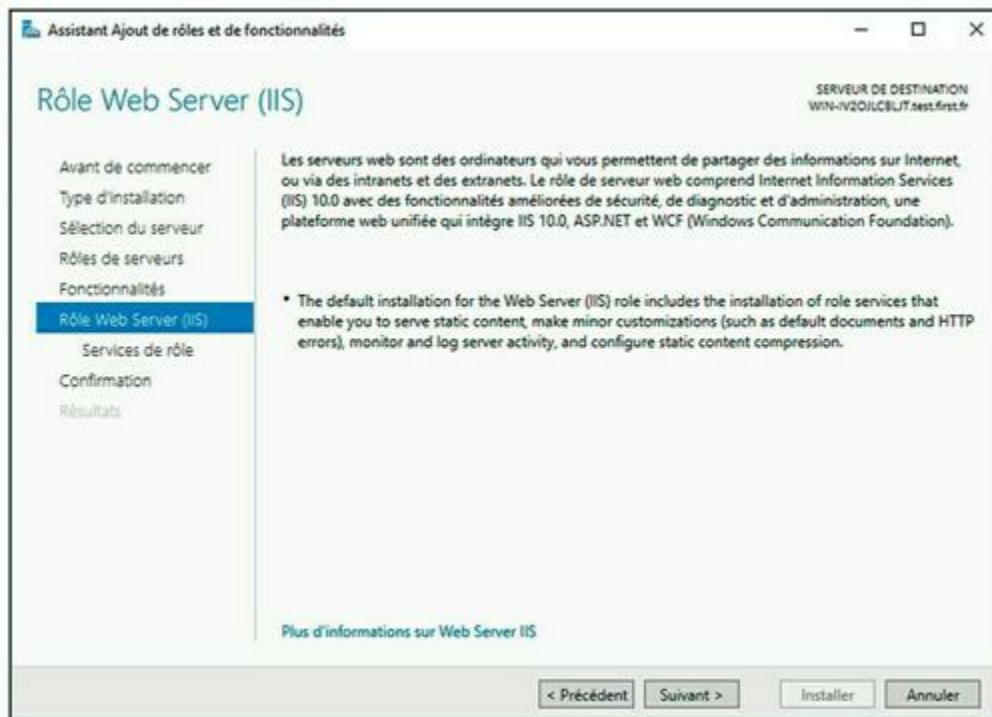 Assistant Ajout de rôles et de fonctionnalités
Rôle Web Server (IIS)
SERVEUR DE DESTINATION
WIN-IV2OJLCBLJT.test.first.fr
Avant de commencer
Type d'installation
Sélection du serveur
Rôles de serveurs
Fonctionnalités
Rôle Web Server (IIS)
Services de rôle
Confirmation
Résultats
Les serveurs web sont des ordinateurs qui vous permettent de partager des informations sur Internet,
ou via des intranets et des extranets. Le rôle de serveur web comprend Internet Information Services
(IIS) 10.0 avec des fonctionnalités améliorées de sécurité, de diagnostic et d'administration, une
plateforme web unifiée qui intègre IIS 10.0, ASP.NET et WCF (Windows Communication Foundation).
• The default installation for the Web Server (IIS) role includes the installation of role services that
enable you to serve static content, make minor customizations (such as default documents and HTTP
errors), monitor and log server activity, and configure static content compression.
Plus d'informations sur Web Server IIS
< Précédent
Suivant >
Installer
Annuler